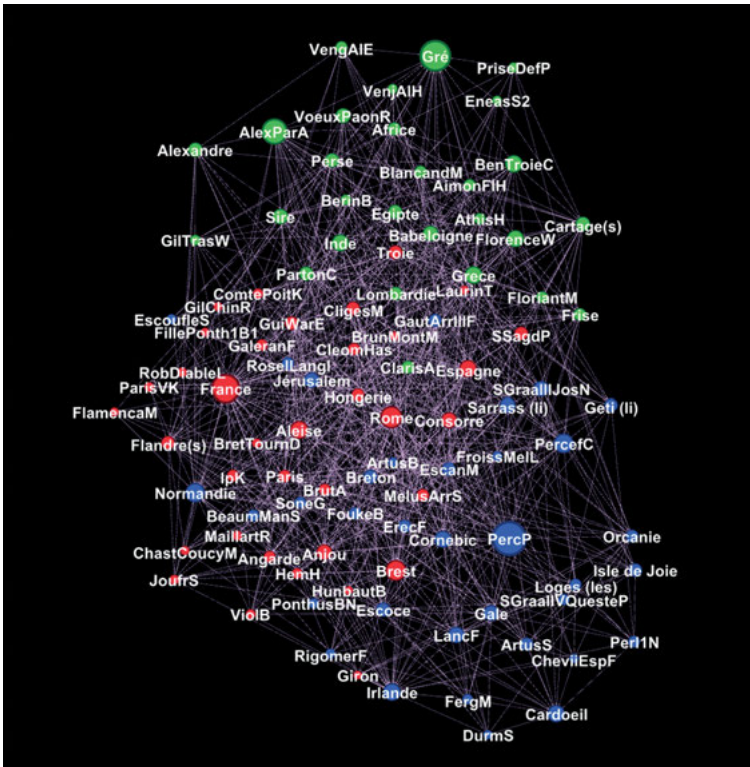 VengAlE
Gré
PriseDefP
VenjAlH
EneasS2
VoeuxPaonR
AlexParA
Africe
Alexandre
Perse
BlancandM
BenTroieC
AimonFlH
BerinB
Sire
Egipte
AthisH
Cartage(s)
GilTrasW
Inde
Babeloigne
FlorenceW
Troie
PartonC
Grece
ComtePoitK
Lombardie
LaurinT
FloriantM
GilChinR
CligesM
EscoufleS
GuiWarE
GautArrIllF
Frise
FillePonth1B1
BrunMontM
SSagdP
GaleranF
CleomHas
RoselLangl
ClarisA
Espagne
RobDiableL
Jérusalem
ParisVK
France
Hongerie
SGraalIIJosN
FlamencaM
Rome
Consorre
Sarrass (li)
Geti (li)
Flandre(s)
BretTournD
Aleise
PercefC
ArtusB
FroissMelL
IpK
Paris
Breton
EscanM
Normandie
BrutA
MelusArrS
SoneG
BeaumManS
FoukeB
ErecF
MaillartR
Cornebic
PercP
Orcanie
ChastCoucyM
Angarde
Anjou
HemH
Brest
Isle de Joie
JoufrS
HunbautB
Loges (les)
PonthusBN
Escoce
SGraalIVQuesteP
ViolB
Gale
LancF
ArtusS
Perl1N
RigomerF
ChevIIEspF
Giron
Irlande
FergM
Cardoeil
DurmS